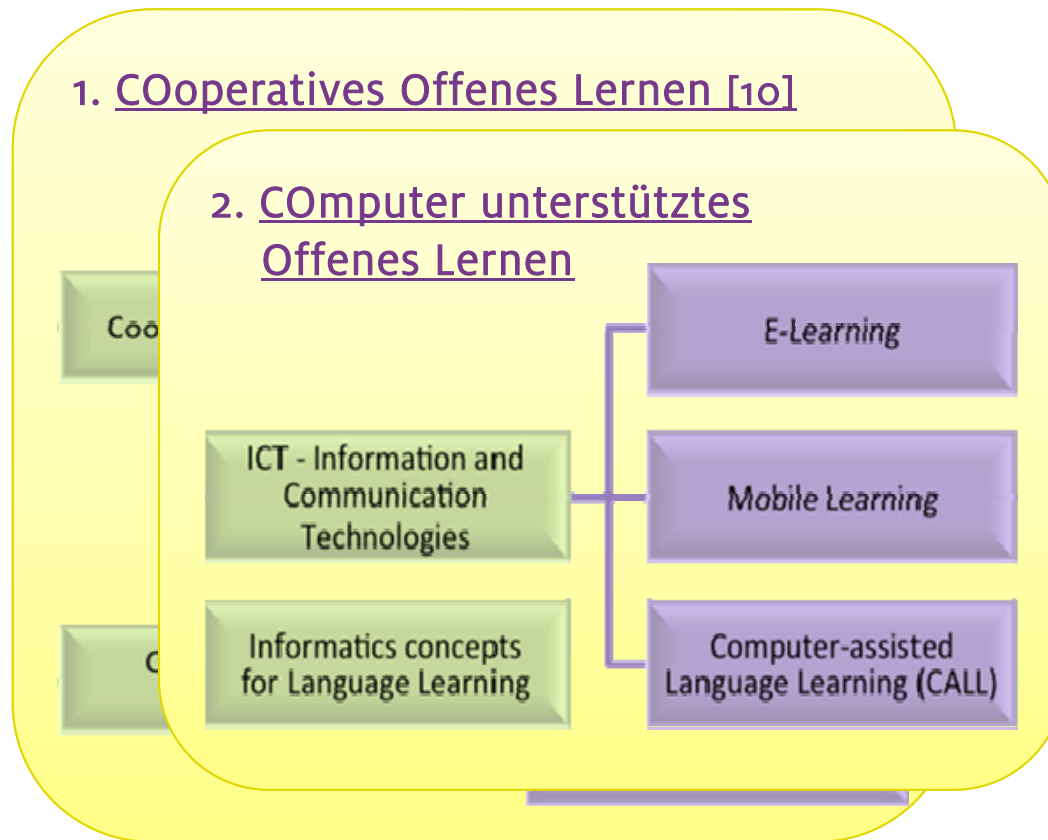 1. COoperatives Offenes Lernen [10]
2. COmputer unterstütztes
Offenes Lernen
E-Learning
ICT - Information and
Communication
Technologies
Mobile Learning
Informatics concepts
for Language Learning
Computer-assisted
Language Learning (CALL)